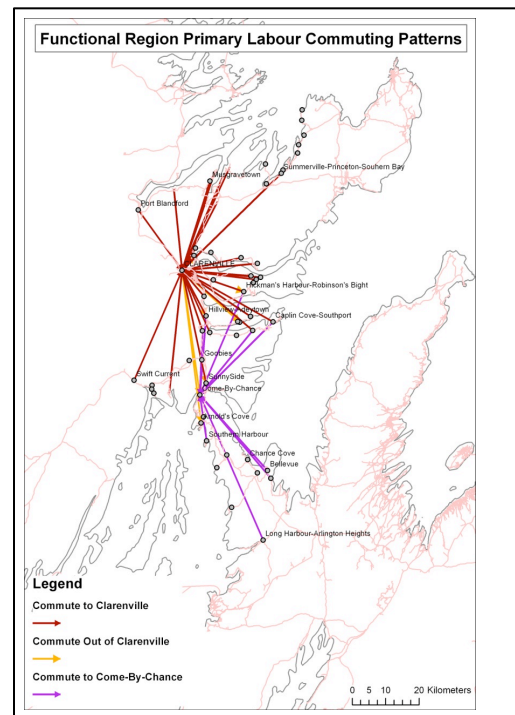 Functional Region Primary Labour Commuting Patterns
Summerville-Princeton-Southern Bay
Musgravetown
Port Blandford
CLARENVILLE
Hickman's Harbour-Robinson's Bight
Hillview-Adeytown
Caplin Cove-Southport
Goobies
Swift Current
SunnySide
Come-By-Chance
Arnold's Cove
Southern Harbour
Chance Cove
Bellevue
Long Harbour-Arlington Heights
Legend
Commute to Clarenville
Commute Out of Clarenville
Commute to Come-By-Chance
0 5 10 20 Kilometers